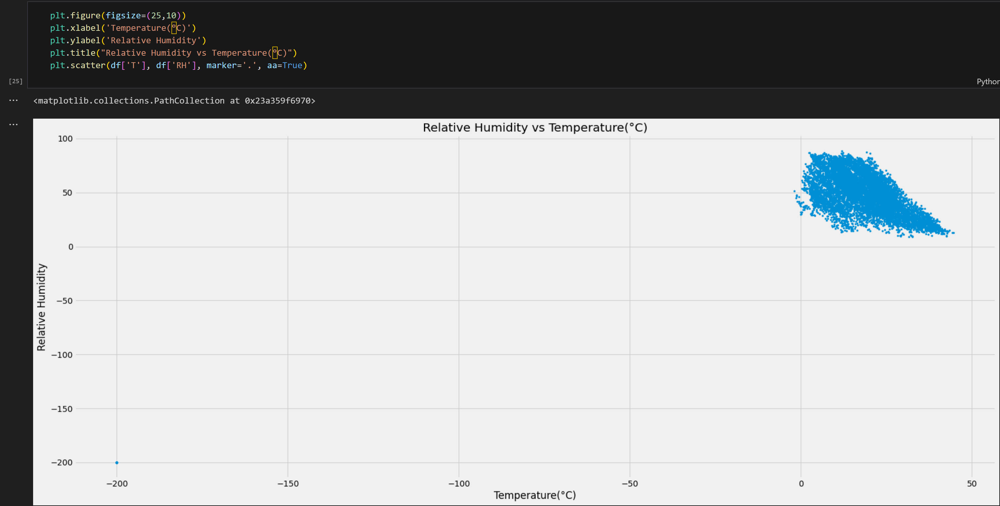 plt.figure(figsize=(25,10))
plt.xlabel('Temperature(°C)')
plt.ylabel('Relative Humidity')
plt.title("Relative Humidity vs Temperature(°C)")
plt.scatter(df['T'], df['RH'], marker='.', aa=True)
[25]
Python
... <matplotlib.collections.PathCollection at 0x23a359f6970>
...
Relative Humidity vs Temperature(°C)
100
50
0
−50
−100
−150
−200
Relative Humidity
−200 −150 −100 −50 0 50
Temperature(°C)